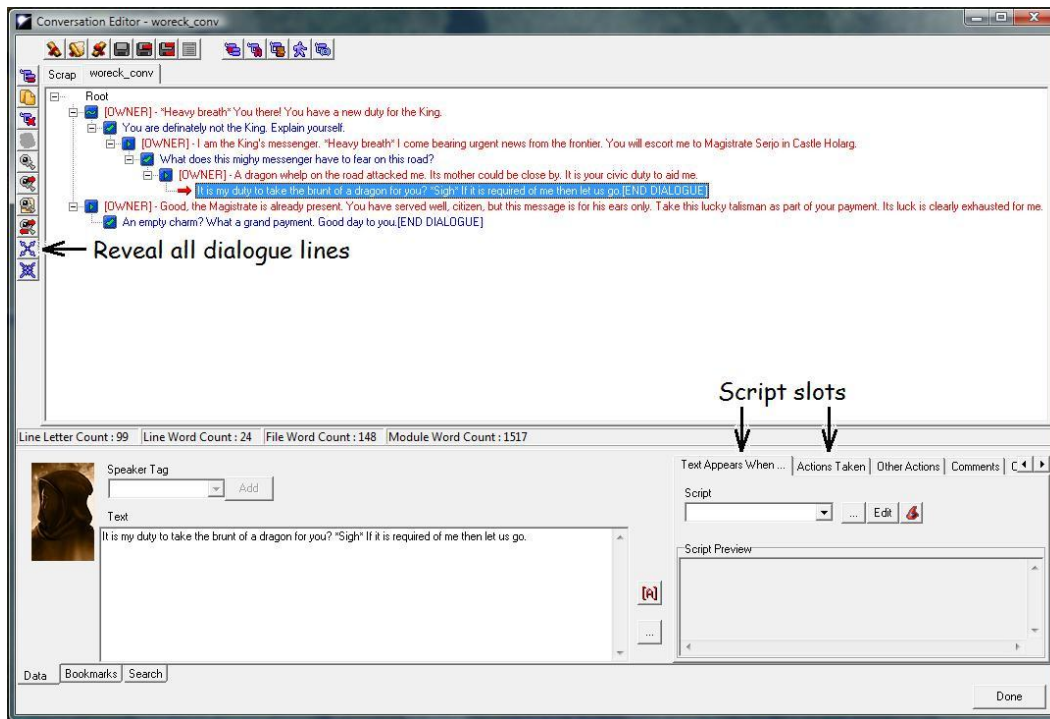 Conversation Editor - woreck_conv
Scrap
woreck_conv
Root
[OWNER] - *Heavy breath* You there! You have a new duty for the King.
You are definately not the King. Explain yourself.
[OWNER] - I am the King's messenger. *Heavy breath* I come bearing urgent news from the frontier. You will escort me to Magistrate Serjo in Castle Holarg.
What does this mighy messenger have to fear on this road?
[OWNER] - A dragon whelp on the road attacked me. Its mother could be close by. It is your civic duty to aid me.
It is my duty to take the brunt of a dragon for you? *Sigh* If it is required of me then let us go.[END DIALOGUE]
[OWNER] - Good, the Magistrate is already present. You have served well, citizen, but this message is for his ears only. Take this lucky talisman as part of your payment. Its luck is clearly exhausted for me.
An empty charm? What a grand payment. Good day to you.[END DIALOGUE]
Reveal all dialogue lines
Script slots
Line Letter Count : 99 Line Word Count : 24 File Word Count : 148 Module Word Count : 1517
Speaker Tag
Add
Text
It is my duty to take the brunt of a dragon for you? *Sigh* If it is required of me then let us go.
[A]
...
Text Appears When ... Actions Taken Other Actions Comments C
Script
... Edit
Script Preview
Data Bookmarks Search
Done